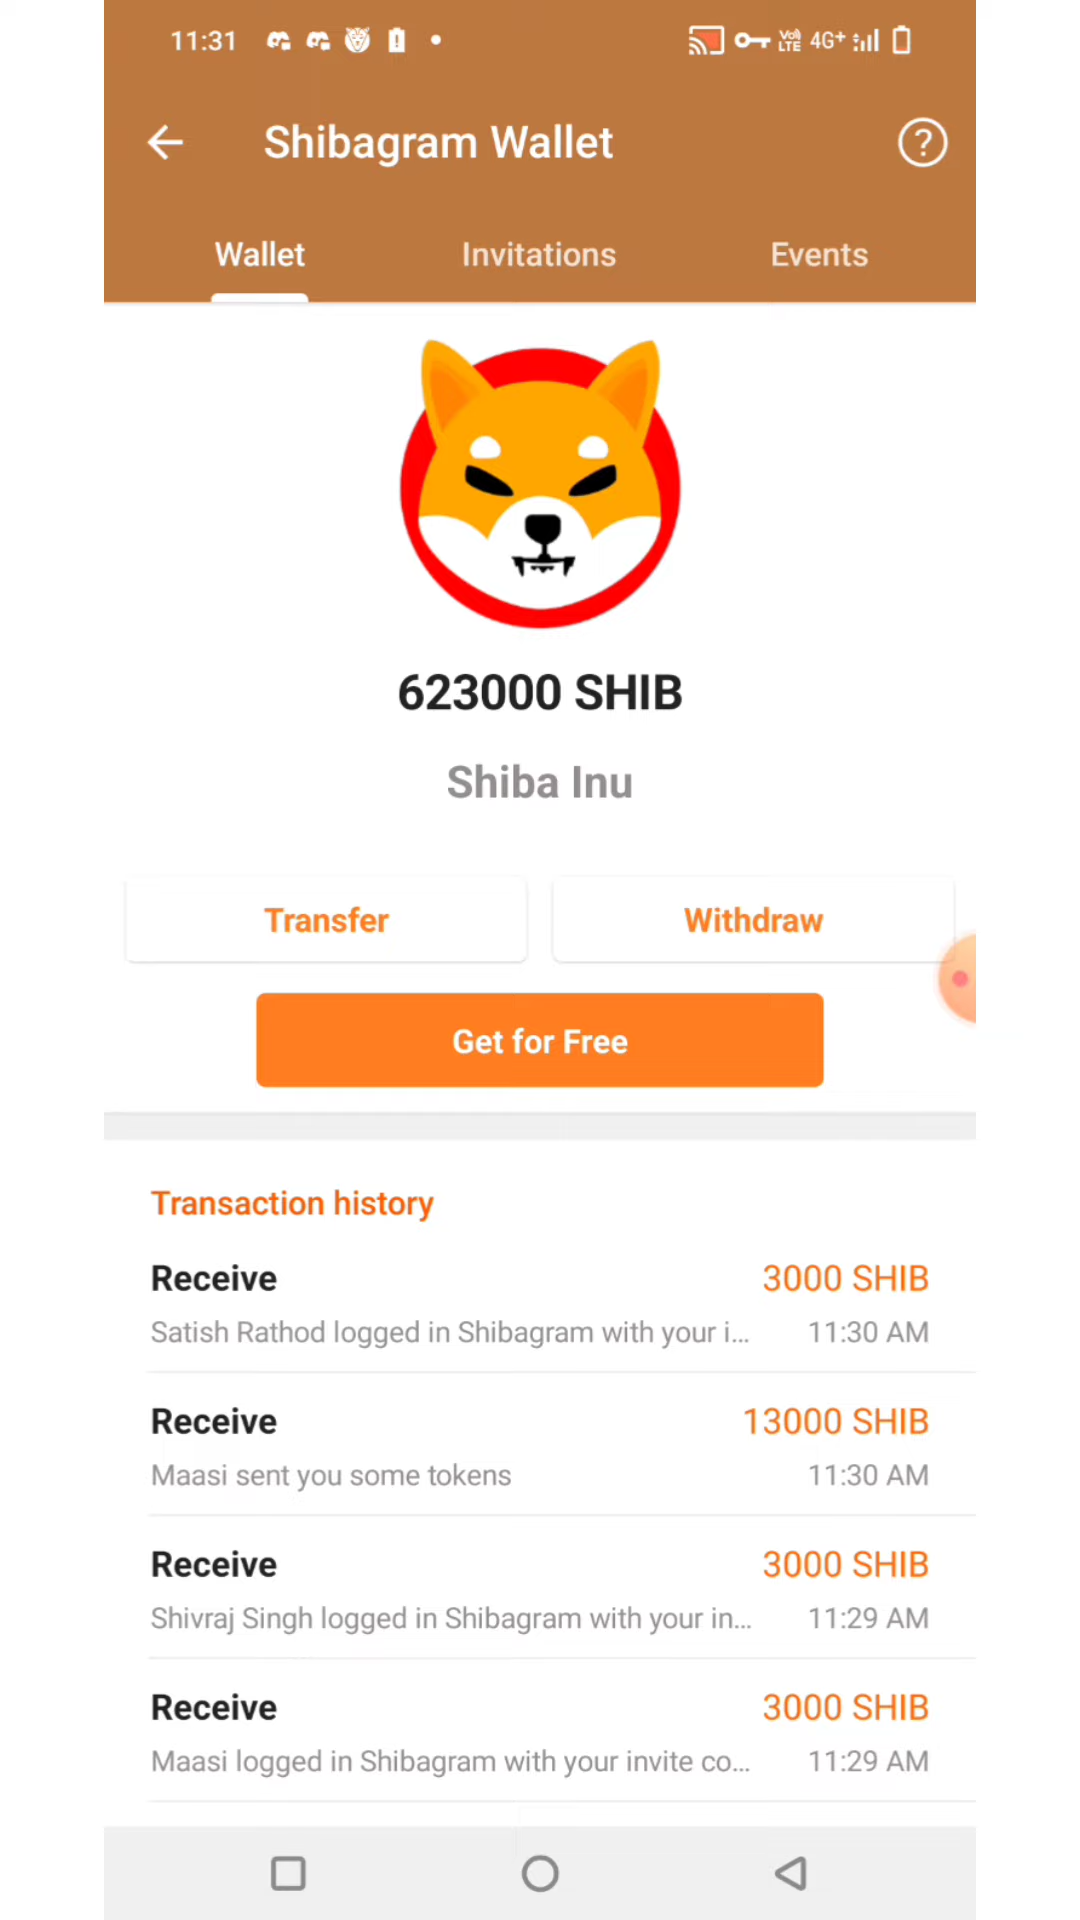 11:31
Vol) LTE 4G+
Shibagram Wallet
?
Wallet Invitations Events
623000 SHIB
Shiba Inu
Transfer Withdraw
Get for Free
Transaction history
Receive 3000 SHIB
Satish Rathod logged in Shibagram with your i... 11:30 AM
Receive 13000 SHIB
Maasi sent you some tokens 11:30 AM
Receive 3000 SHIB
Shivraj Singh logged in Shibagram with your in... 11:29 AM
Receive 3000 SHIB
Maasi logged in Shibagram with your invite co... 11:29 AM